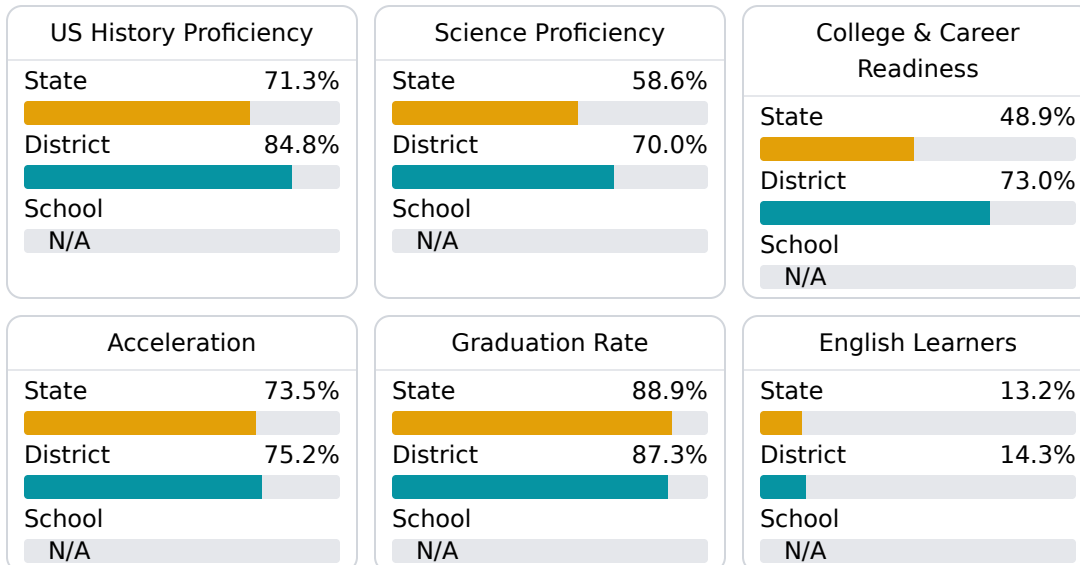 US History Proficiency
State 71.3%
District 84.8%
School
N/A
Science Proficiency
State 58.6%
District 70.0%
School
N/A
College & Career
Readiness
State 48.9%
District 73.0%
School
N/A
Acceleration
State 73.5%
District 75.2%
School
N/A
Graduation Rate
State 88.9%
District 87.3%
School
N/A
English Learners
State 13.2%
District 14.3%
School
N/A